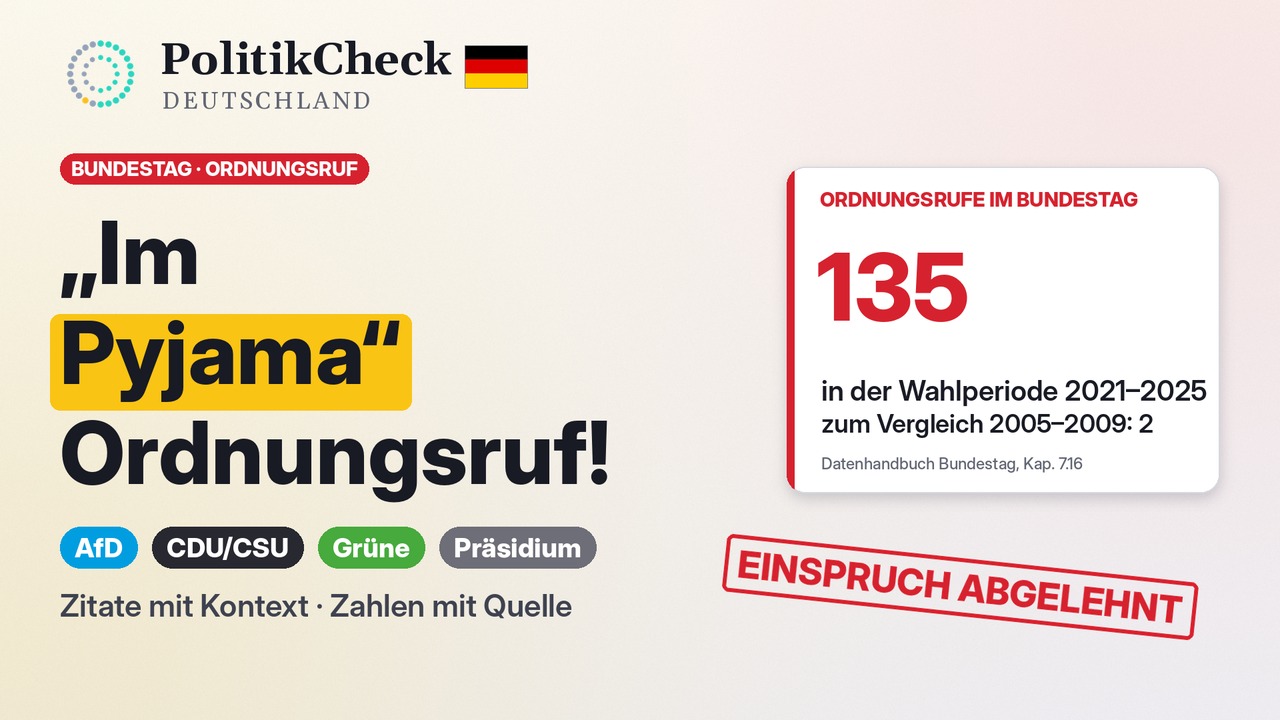 PolitikCheck
DEUTSCHLAND
BUNDESTAG · ORDNUNGSRUF
„Im
Pyjama“
Ordnungsruf!
AfD CDU/CSU Grüne Präsidium
Zitate mit Kontext · Zahlen mit Quelle
ORDNUNGSRUFE IM BUNDESTAG
135
in der Wahlperiode 2021–2025
zum Vergleich 2005–2009: 2
Datenhandbuch Bundestag, Kap. 7.16
EINSPRUCH ABGELEHNT